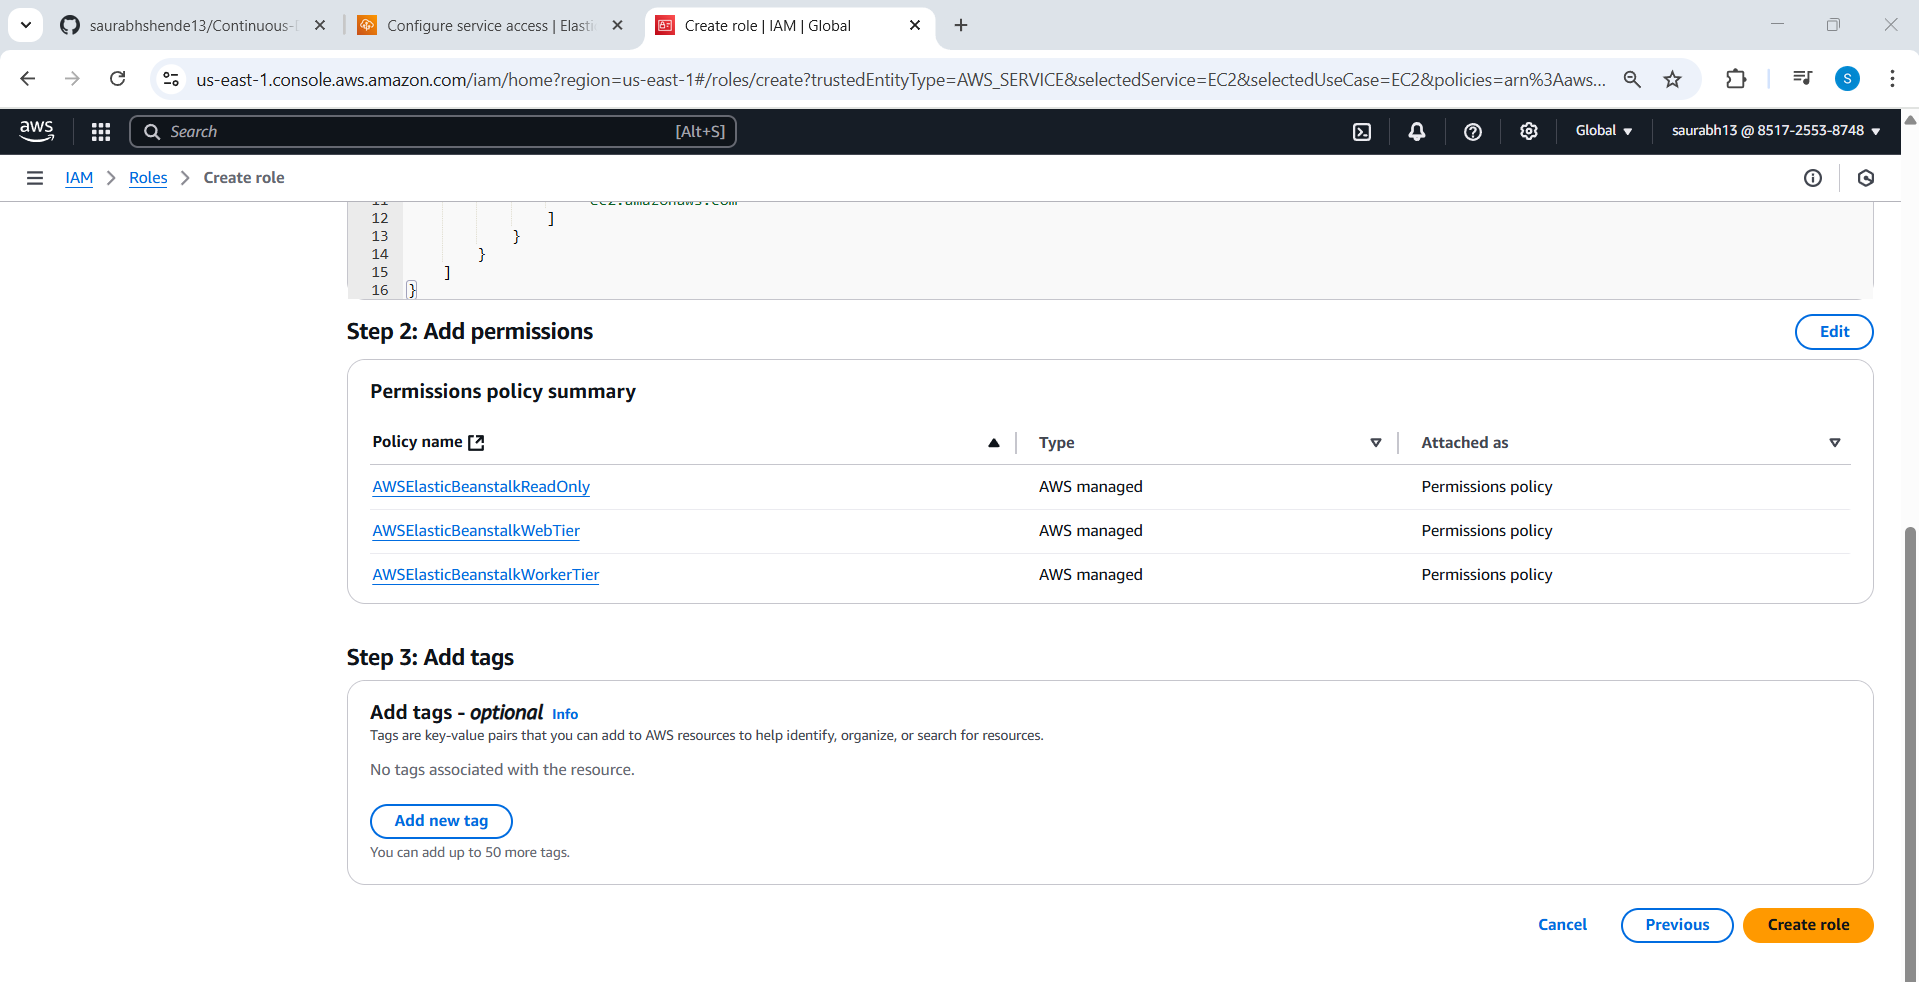 saurabhshende13/Continuous-
Configure service access | Elasti
Create role | IAM | Global
us-east-1.console.aws.amazon.com/iam/home?region=us-east-1#/roles/create?trustedEntityType=AWS_SERVICE&selectedService=EC2&selectedUseCase=EC2&policies=arn%3Aaws...
S
aws
Search
[Alt+S]
Global
saurabh13 @ 8517-2553-8748
IAM
Roles
Create role
11 ec2.amazonaws.com
12 ]
13 }
14 }
15 ]
16 }
Step 2: Add permissions
Edit
Permissions policy summary
Policy name Type Attached as
AWSElasticBeanstalkReadOnly AWS managed Permissions policy
AWSElasticBeanstalkWebTier AWS managed Permissions policy
AWSElasticBeanstalkWorkerTier AWS managed Permissions policy
Step 3: Add tags
Add tags - optional Info
Tags are key-value pairs that you can add to AWS resources to help identify, organize, or search for resources.
No tags associated with the resource.
Add new tag
You can add up to 50 more tags.
Cancel
Previous
Create role